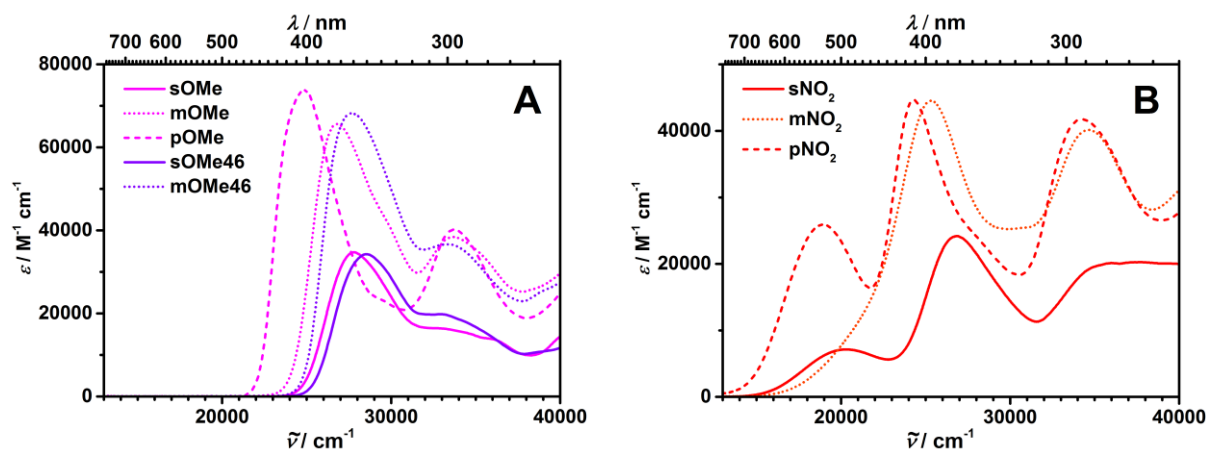 λ / nm
700 600 500 400 300
80000
60000
40000
20000
0
ε / M⁻¹ cm⁻¹
sOMe
mOMe
pOMe
sOMe46
mOMe46
A
20000 30000 40000
ṽ / cm⁻¹
λ / nm
700 600 500 400 300
40000
20000
0
ε / M⁻¹ cm⁻¹
sNO₂
mNO₂
pNO₂
B
20000 30000 40000
ṽ / cm⁻¹